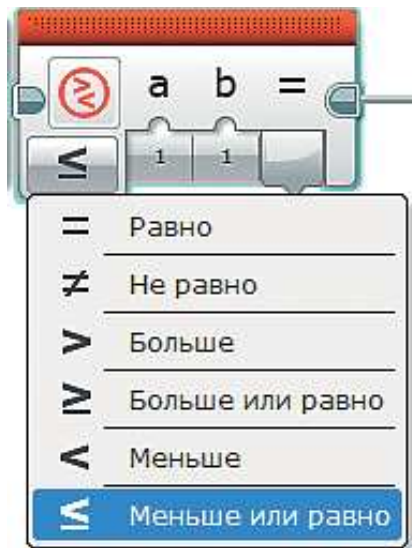 a b =
≤ 1 1
= Равно
≠ Не равно
> Больше
≥ Больше или равно
< Меньше
≤ Меньше или равно